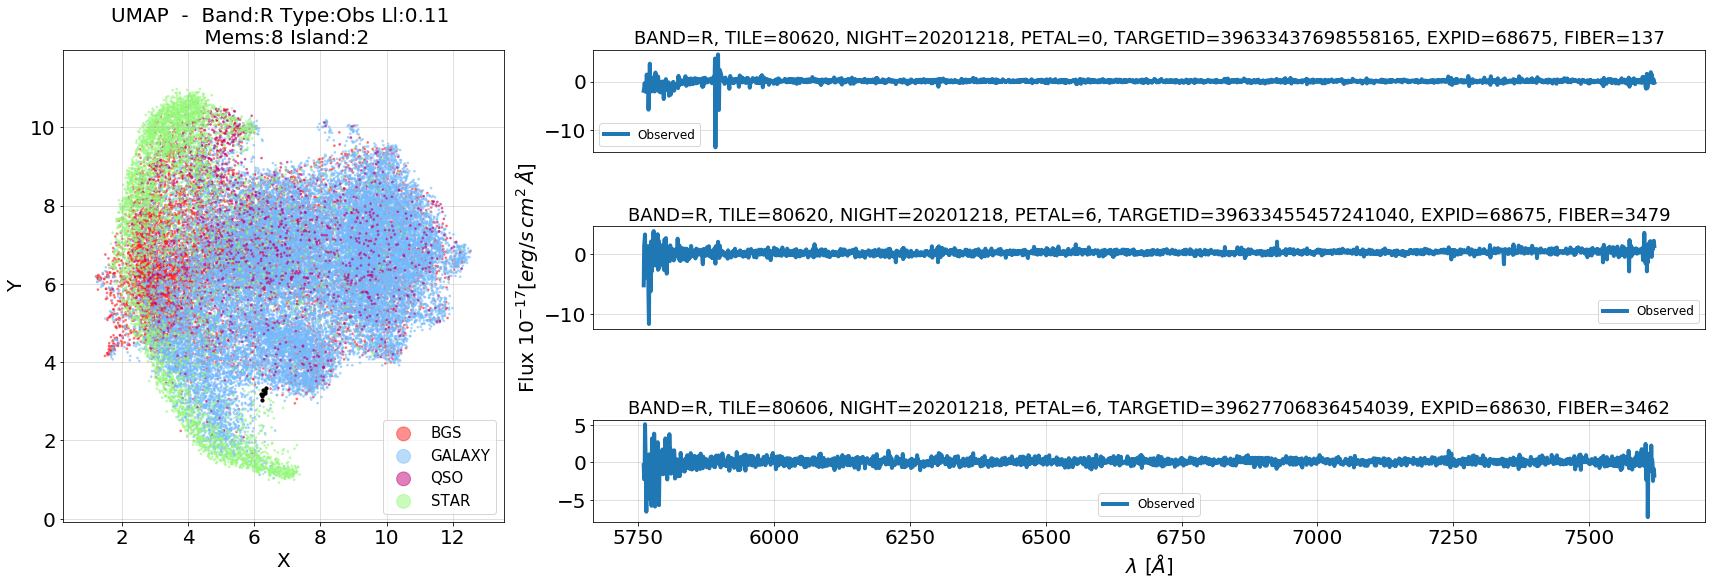 UMAP - Band:R Type:Obs Ll:0.11
Mems:8 Island:2
Y
10
8
6
4
2
0
2 4 6 8 10 12
X
BGS
GALAXY
QSO
STAR
Flux 10^{-17}[erg/s cm^2 Å]
BAND=R, TILE=80620, NIGHT=20201218, PETAL=0, TARGETID=39633437698558165, EXPID=68675, FIBER=137
0
−10
Observed
BAND=R, TILE=80620, NIGHT=20201218, PETAL=6, TARGETID=39633455457241040, EXPID=68675, FIBER=3479
0
−10
Observed
BAND=R, TILE=80606, NIGHT=20201218, PETAL=6, TARGETID=39627706836454039, EXPID=68630, FIBER=3462
5
0
−5
Observed
5750 6000 6250 6500 6750 7000 7250 7500
λ [Å]